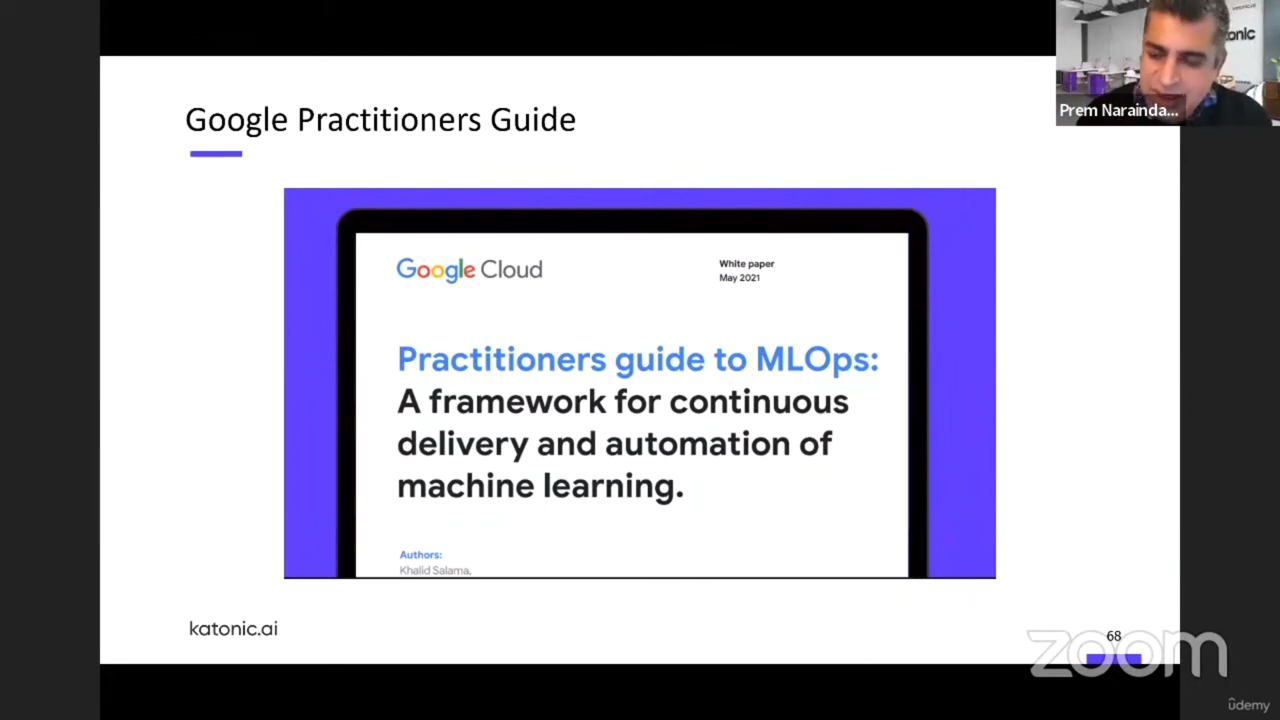 Google Practitioners Guide
Google Cloud
White paper
May 2021
Practitioners guide to MLOps:
A framework for continuous
delivery and automation of
machine learning.
Authors:
Khalid Salama,
katonic.ai
68
zoom
Prem Narainda...
udemy